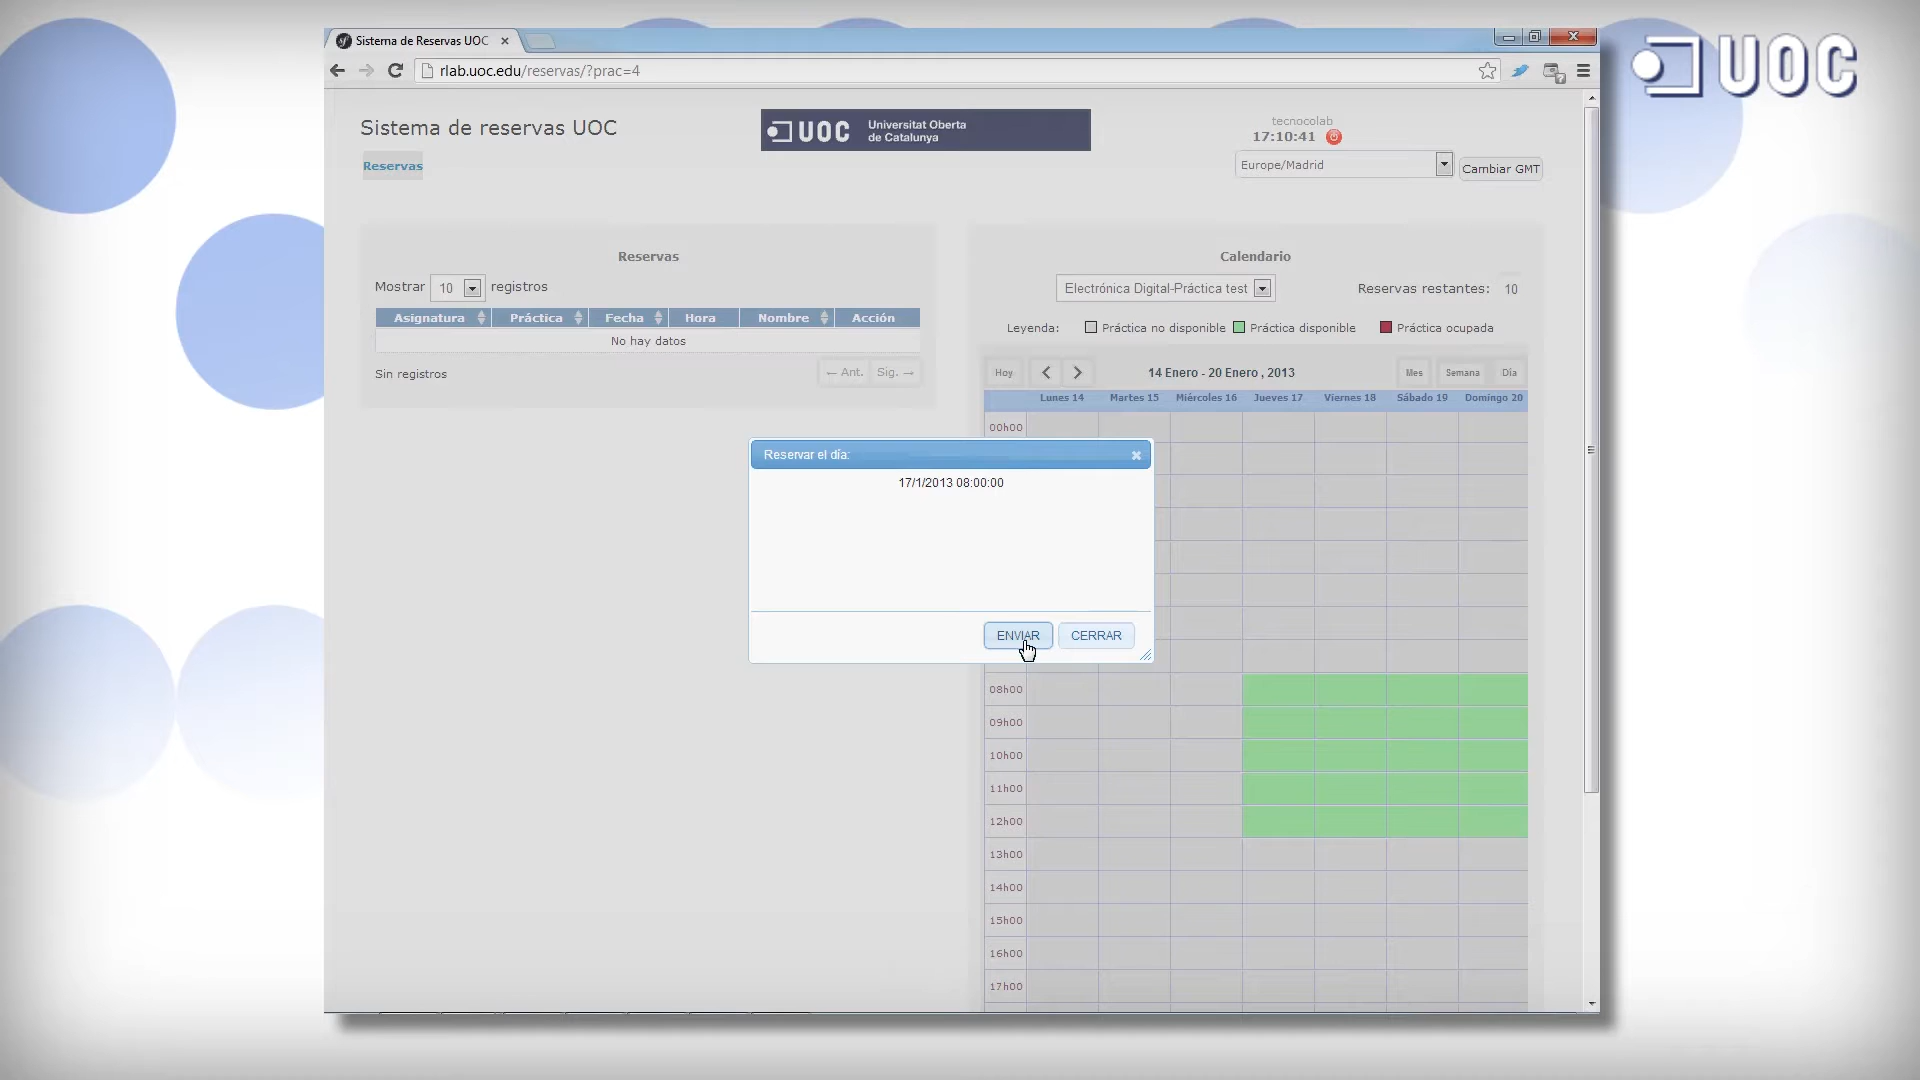 Sistema de Reservas UOC
rlab.uoc.edu/reservas/?prac=4
UOC
Sistema de reservas UOC
UOC Universitat Oberta
de Catalunya
tecnocolab
17:10:41
Reservas
Europe/Madrid
Cambiar GMT
Reservas
Mostrar 10 registros
Asignatura Práctica Fecha Hora Nombre Acción
No hay datos
Sin registros
← Ant. Sig. →
Calendario
Electrónica Digital-Práctica test
Reservas restantes: 10
Leyenda: Práctica no disponible Práctica disponible Práctica ocupada
Hoy 14 Enero - 20 Enero , 2013 Mes Semana Día
Lunes 14 Martes 15 Miércoles 16 Jueves 17 Viernes 18 Sábado 19 Domingo 20
00h00
Reservar el día:
17/1/2013 08:00:00
ENVIAR CERRAR
08h00
09h00
10h00
11h00
12h00
13h00
14h00
15h00
16h00
17h00